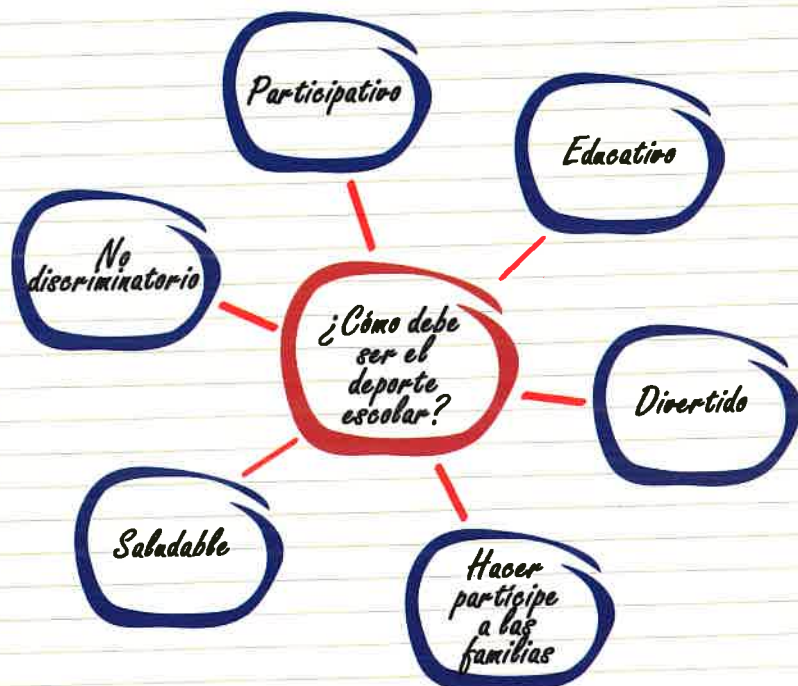 Participativo
Educativo
No
discriminatorio
¿Cómo debe
ser el
deporte
escolar?
Divertido
Saludable
Hacer
partícipe
a las
familias